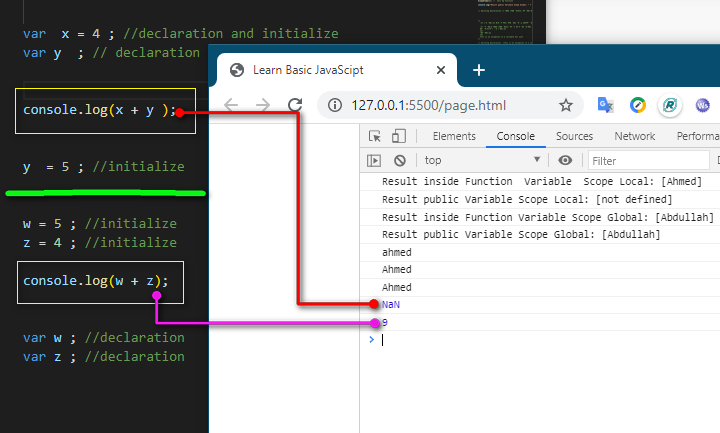 var  x = 4 ; //declaration and initialize
var y  ; // declaration
console.log(x + y );
y  = 5 ; //initialize
w = 5 ; //initialize
z = 4 ; //initialize
console.log(w + z);
var w ; //declaration
var z ; //declaration
Learn Basic JavaScipt
127.0.0.1:5500/page.html
Elements Console Sources Network Performa
top Filter D
Result inside Function  Variable  Scope Local: [Ahmed]
Result public Variable Scope Local: [not defined]
Result inside Function Variable Scope Global: [Abdullah]
Result public Variable Scope Global: [Abdullah]
ahmed
Ahmed
Ahmed
NaN
9